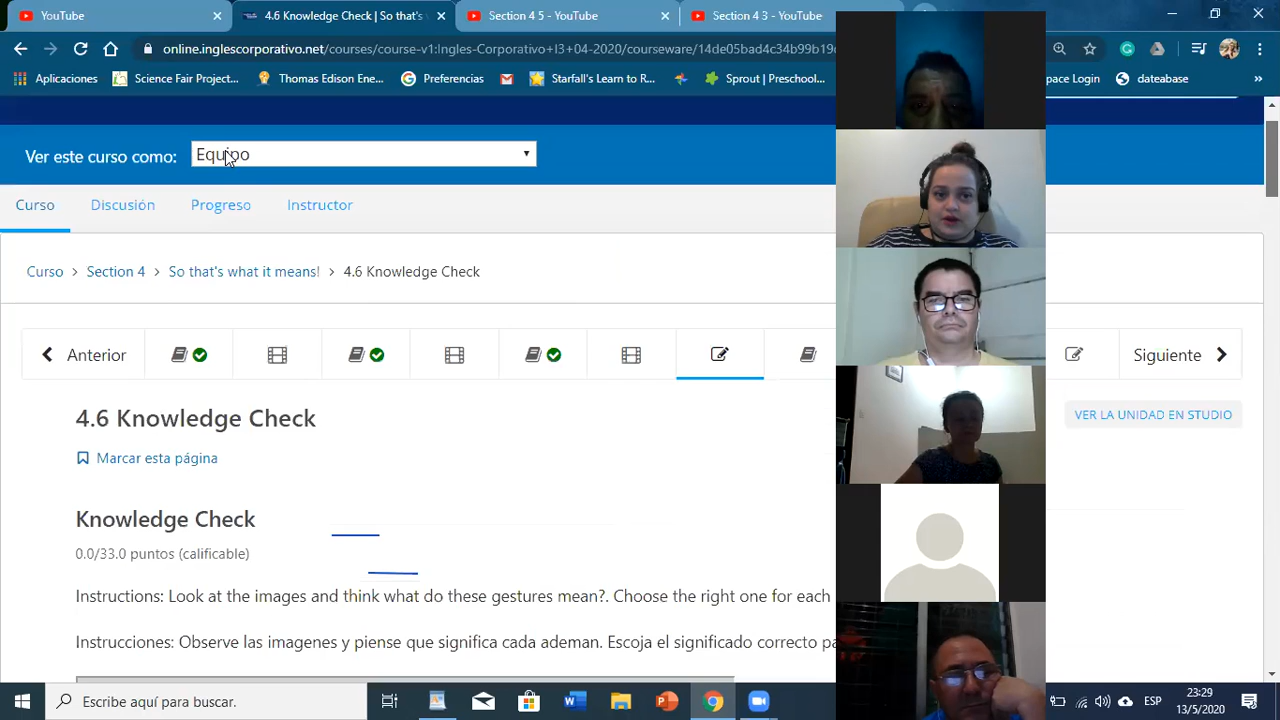 YouTube
4.6 Knowledge Check | So that's
Section 4 5 - YouTube
Section 4 3 - YouTube
online.inglescorporativo.net/courses/course-v1:Ingles-Corporativo+I3+04-2020/courseware/14de05bad4c34b99b19
Aplicaciones
Science Fair Project...
Thomas Edison Ene...
Preferencias
Starfall's Learn to R...
Sprout | Preschool...
pace Login
dateabase
»
Ver este curso como:
Equipo
Curso
Discusión
Progreso
Instructor
Curso > Section 4 > So that's what it means! > 4.6 Knowledge Check
Anterior
Siguiente
4.6 Knowledge Check
VER LA UNIDAD EN STUDIO
Marcar esta página
Knowledge Check
0.0/33.0 puntos (calificable)
Instructions: Look at the images and think what do these gestures mean?. Choose the right one for each
Observe las imagenes y piense que significa cada ademan. Escoja el significado correcto
Escribe aquí para buscar.
ESP
23:29
13/5/2020